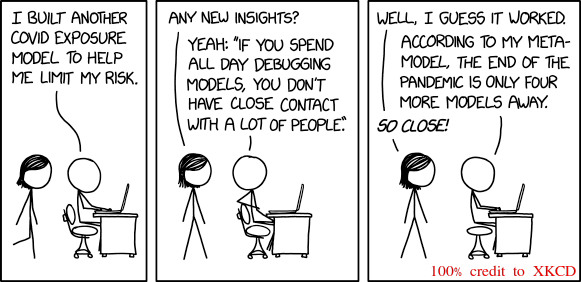 I BUILT ANOTHER
COVID EXPOSURE
MODEL TO HELP
ME LIMIT MY RISK.
ANY NEW INSIGHTS?
YEAH: "IF YOU SPEND
ALL DAY DEBUGGING
MODELS, YOU DON'T
HAVE CLOSE CONTACT
WITH A LOT OF PEOPLE."
WELL, I GUESS IT WORKED.
ACCORDING TO MY META-
MODEL, THE END OF THE
PANDEMIC IS ONLY FOUR
MORE MODELS AWAY.
SO CLOSE!
100% credit to XKCD